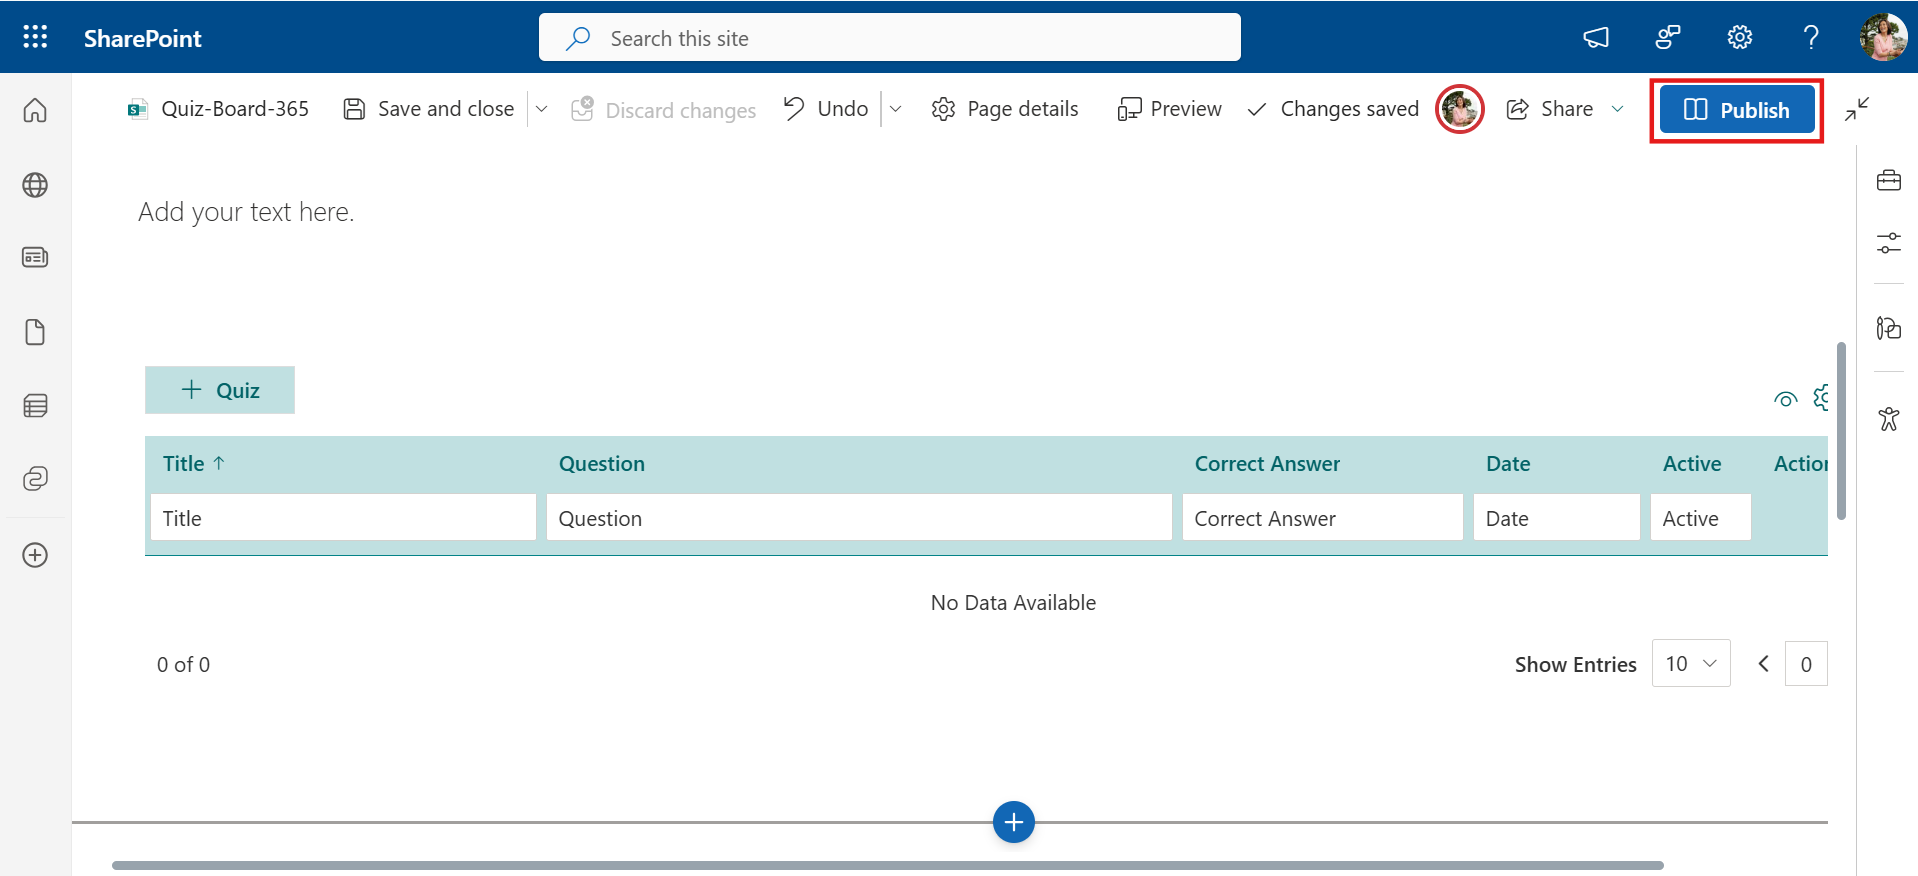 SharePoint
Search this site
Quiz-Board-365
Save and close
Discard changes
Undo
Page details
Preview
Changes saved
Share
Publish
Add your text here.
Quiz
Title ↑ Question Correct Answer Date Active Action
Title Question Correct Answer Date Active
No Data Available
0 of 0
Show Entries 10 0